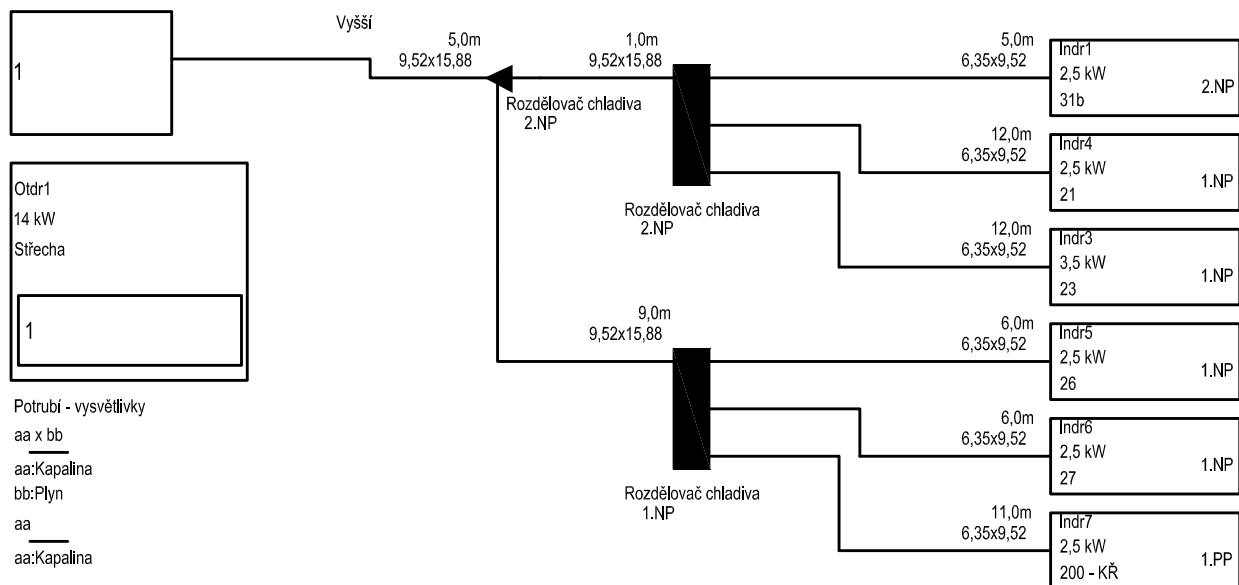 1
Vyšší
5,0m
9,52x15,88
Rozdělovač chladiva
2.NP
1,0m
9,52x15,88
Rozdělovač chladiva
2.NP
5,0m
6,35x9,52
Indr1
2,5 kW
31b
2.NP
12,0m
6,35x9,52
Indr4
2,5 kW
21
1.NP
12,0m
6,35x9,52
Indr3
3,5 kW
23
1.NP
Otdr1
14 kW
Střecha
1
9,0m
9,52x15,88
Rozdělovač chladiva
1.NP
6,0m
6,35x9,52
Indr5
2,5 kW
26
1.NP
6,0m
6,35x9,52
Indr6
2,5 kW
27
1.NP
11,0m
6,35x9,52
Indr7
2,5 kW
200 - KŘ
1.PP
Potrubí - vysvětlivky
aa x bb
aa:Kapalina
bb:Plyn
aa
aa:Kapalina